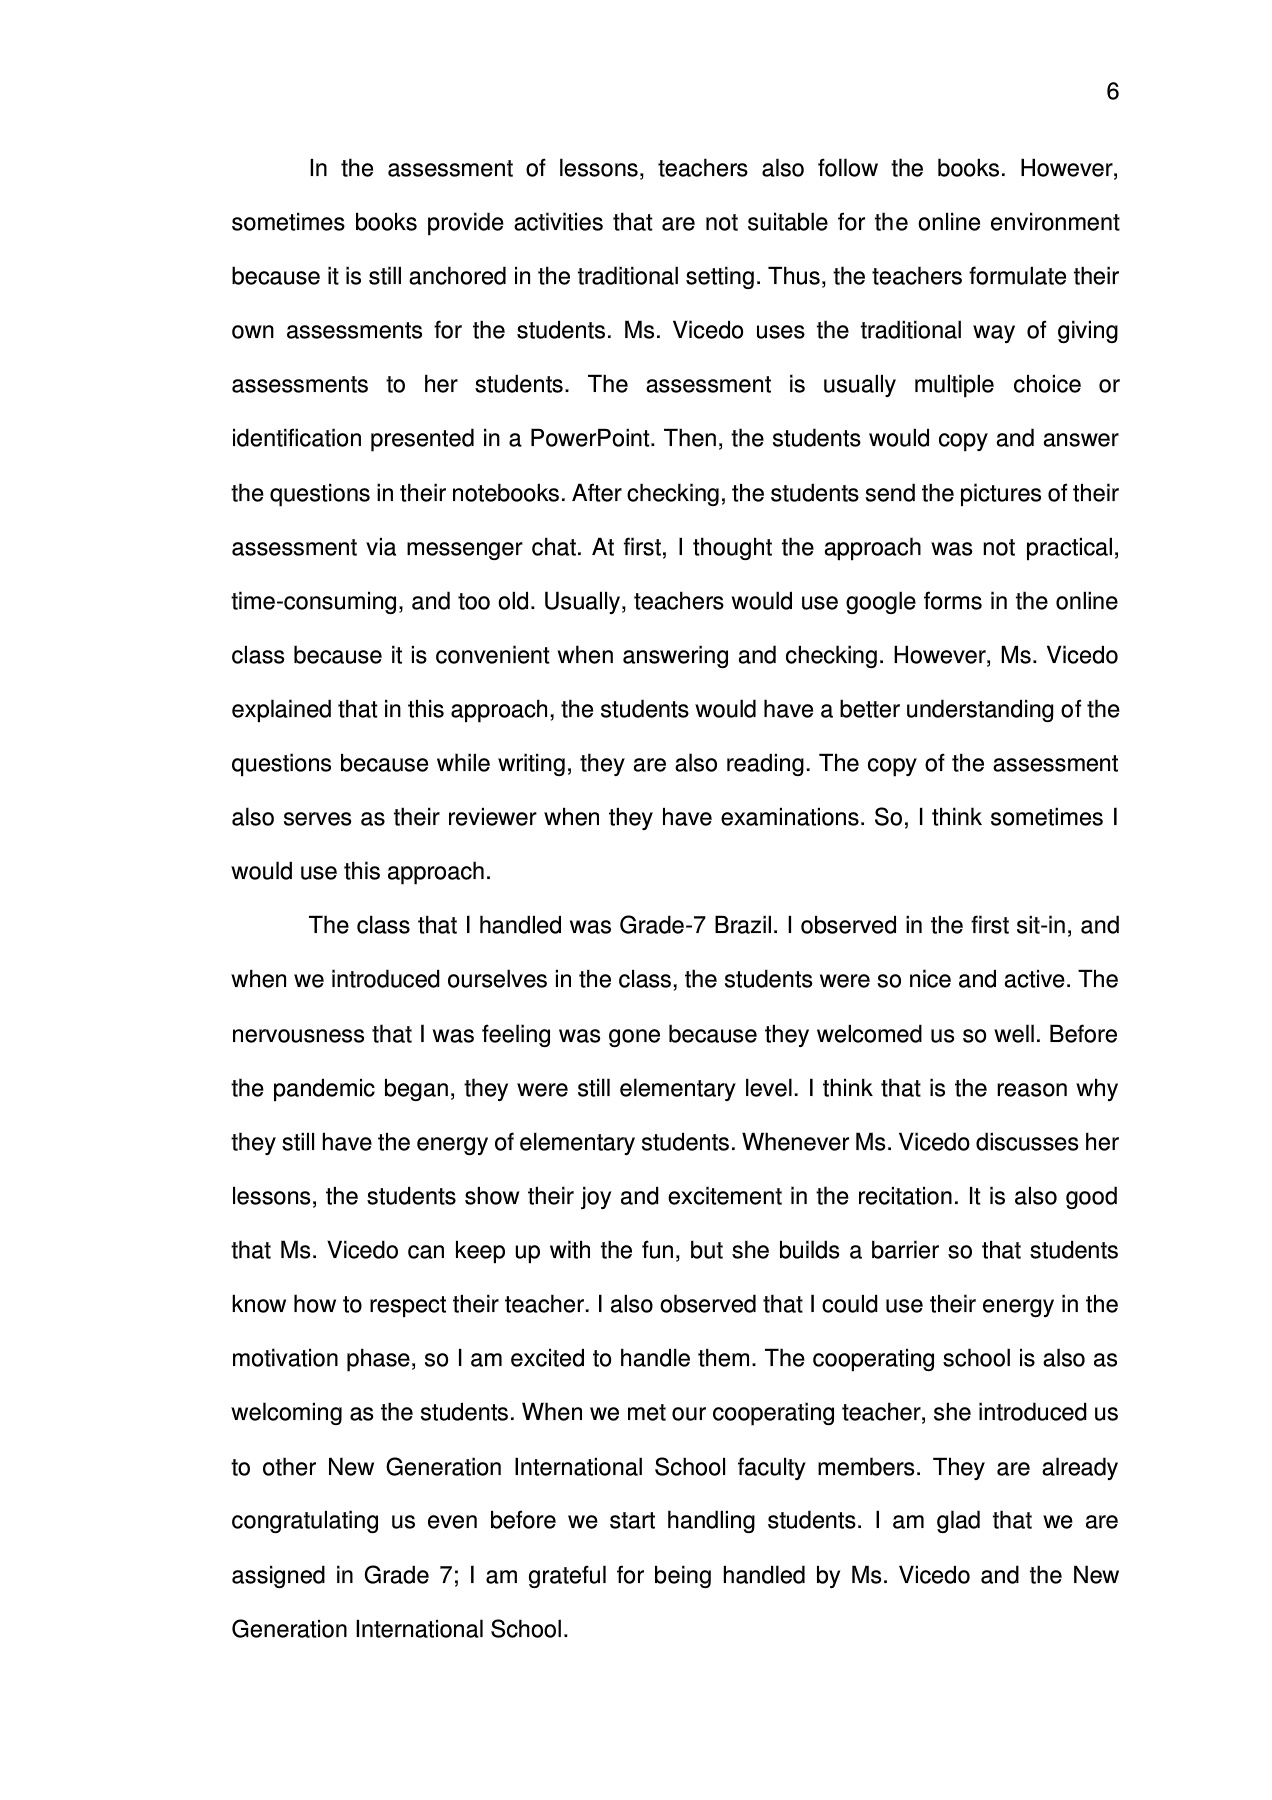 6
In the assessment of lessons, teachers also follow the books. However,
sometimes books provide activities that are not suitable for the online environment
because it is still anchored in the traditional setting. Thus, the teachers formulate their
own assessments for the students. Ms. Vicedo uses the traditional way of giving
assessments to her students. The assessment is usually multiple choice or
identification presented in a PowerPoint. Then, the students would copy and answer
the questions in their notebooks. After checking, the students send the pictures of their
assessment via messenger chat. At first, I thought the approach was not practical,
time-consuming, and too old. Usually, teachers would use google forms in the online
class because it is convenient when answering and checking. However, Ms. Vicedo
explained that in this approach, the students would have a better understanding of the
questions because while writing, they are also reading. The copy of the assessment
also serves as their reviewer when they have examinations. So, I think sometimes I
would use this approach.
The class that I handled was Grade-7 Brazil. I observed in the first sit-in, and
when we introduced ourselves in the class, the students were so nice and active. The
nervousness that I was feeling was gone because they welcomed us so well. Before
the pandemic began, they were still elementary level. I think that is the reason why
they still have the energy of elementary students. Whenever Ms. Vicedo discusses her
lessons, the students show their joy and excitement in the recitation. It is also good
that Ms. Vicedo can keep up with the fun, but she builds a barrier so that students
know how to respect their teacher. I also observed that I could use their energy in the
motivation phase, so I am excited to handle them. The cooperating school is also as
welcoming as the students. When we met our cooperating teacher, she introduced us
to other New Generation International School faculty members. They are already
congratulating us even before we start handling students. I am glad that we are
assigned in Grade 7; I am grateful for being handled by Ms. Vicedo and the New
Generation International School.